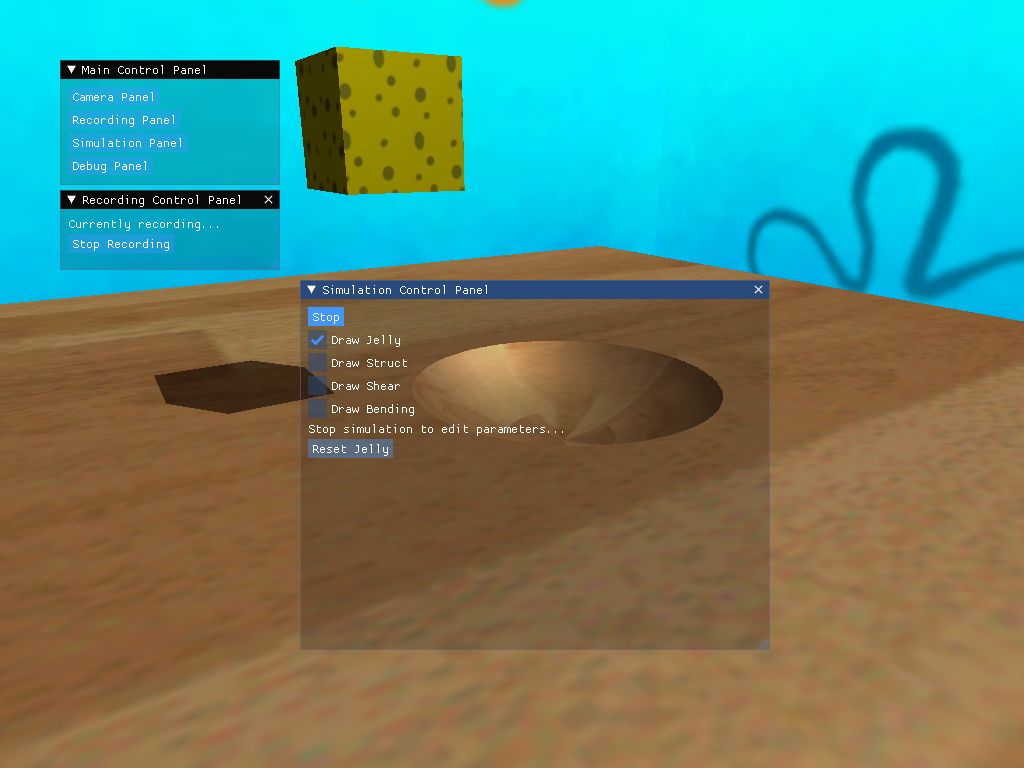 Main Control Panel
Camera Panel
Recording Panel
Simulation Panel
Debug Panel
Recording Control Panel
Currently recording...
Stop Recording
Simulation Control Panel
Stop
Draw Jelly
Draw Struct
Draw Shear
Draw Bending
Stop simulation to edit parameters...
Reset Jelly